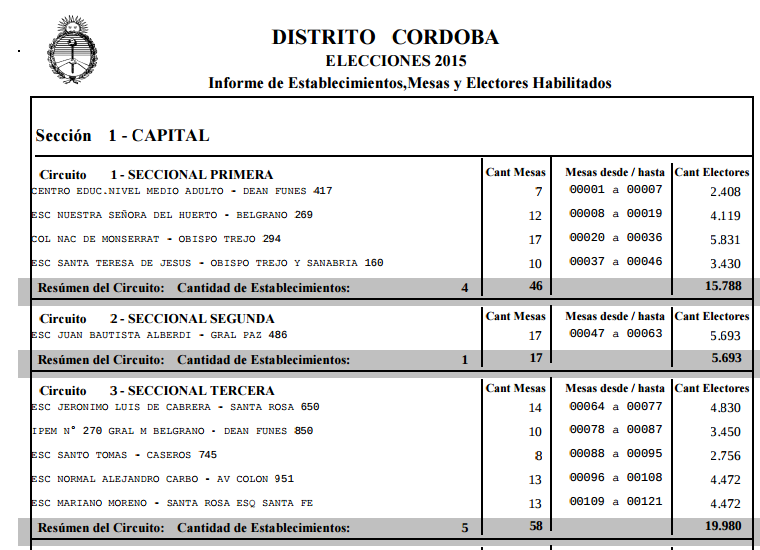 DISTRITO CORDOBA
ELECCIONES 2015
Informe de Establecimientos,Mesas y Electores Habilitados
Sección 1 - CAPITAL
Circuito 1 - SECCIONAL PRIMERA Cant Mesas Mesas desde / hasta Cant Electores
CENTRO EDUC.NIVEL MEDIO ADULTO - DEAN FUNES 417 7 00001 a 00007 2.408
ESC NUESTRA SEÑORA DEL HUERTO - BELGRANO 269 12 00008 a 00019 4.119
COL NAC DE MONSERRAT - OBISPO TREJO 294 17 00020 a 00036 5.831
ESC SANTA TERESA DE JESUS - OBISPO TREJO Y SANABRIA 160 10 00037 a 00046 3.430
Resúmen del Circuito: Cantidad de Establecimientos: 4 46 15.788
Circuito 2 - SECCIONAL SEGUNDA Cant Mesas Mesas desde / hasta Cant Electores
ESC JUAN BAUTISTA ALBERDI - GRAL PAZ 486 17 00047 a 00063 5.693
Resúmen del Circuito: Cantidad de Establecimientos: 1 17 5.693
Circuito 3 - SECCIONAL TERCERA Cant Mesas Mesas desde / hasta Cant Electores
ESC JERONIMO LUIS DE CABRERA - SANTA ROSA 650 14 00064 a 00077 4.830
IPEM N° 270 GRAL M BELGRANO - DEAN FUNES 850 10 00078 a 00087 3.450
ESC SANTO TOMAS - CASEROS 745 8 00088 a 00095 2.756
ESC NORMAL ALEJANDRO CARBO - AV COLON 951 13 00096 a 00108 4.472
ESC MARIANO MORENO - SANTA ROSA ESQ SANTA FE 13 00109 a 00121 4.472
Resúmen del Circuito: Cantidad de Establecimientos: 5 58 19.980